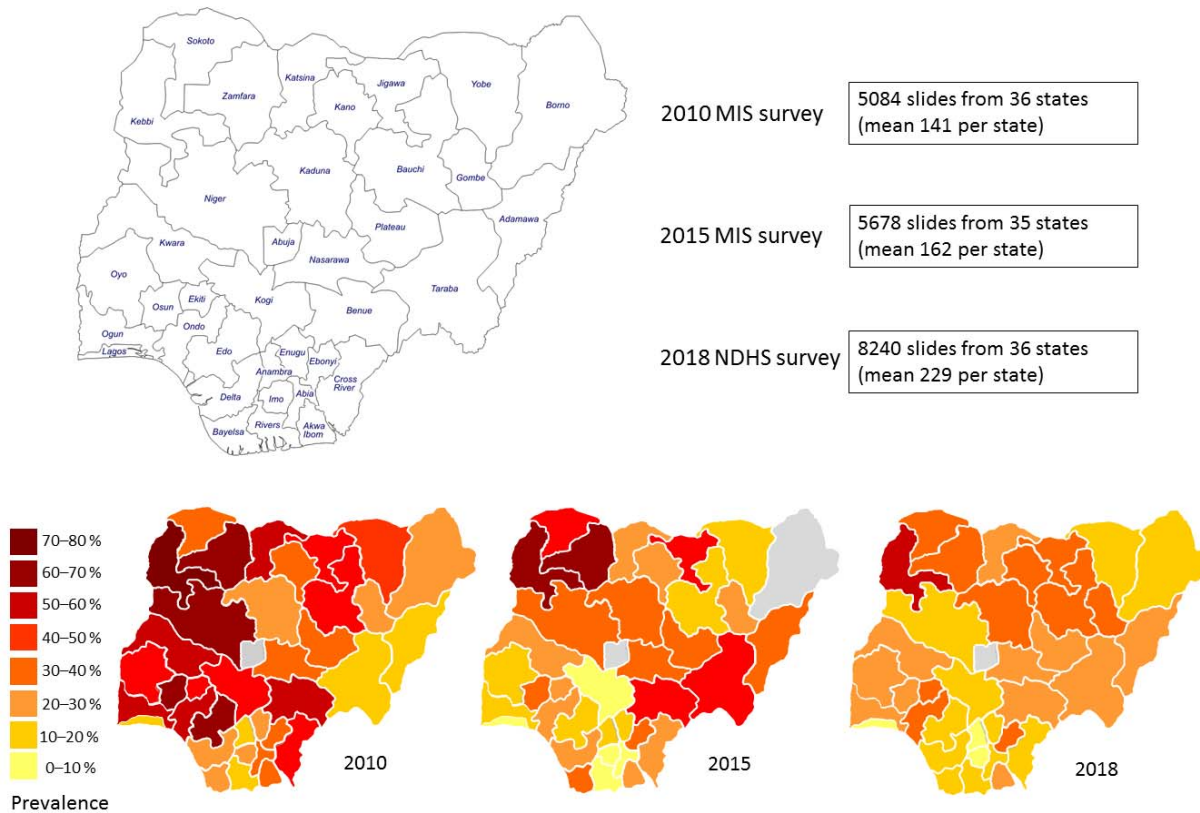 Sokoto
Katsina
Jigawa
Yobe
Borno
Zamfara
Kano
Kebbi
Kaduna
Bauchi
Gombe
Niger
Adamawa
Plateau
Kwara
Abuja
Nasarawa
Taraba
Oyo
Osun
Ekiti
Kogi
Benue
Ogun
Ondo
Lagos
Edo
Enugu
Ebonyi
Anambra
Cross
River
Delta
Imo
Abia
Bayelsa
Rivers
Akwa
Ibom
2010 MIS survey
5084 slides from 36 states
(mean 141 per state)
2015 MIS survey
5678 slides from 35 states
(mean 162 per state)
2018 NDHS survey
8240 slides from 36 states
(mean 229 per state)
70–80 %
60–70 %
50–60 %
40–50 %
30–40 %
20–30 %
10–20 %
0–10 %
Prevalence
2010
2015
2018